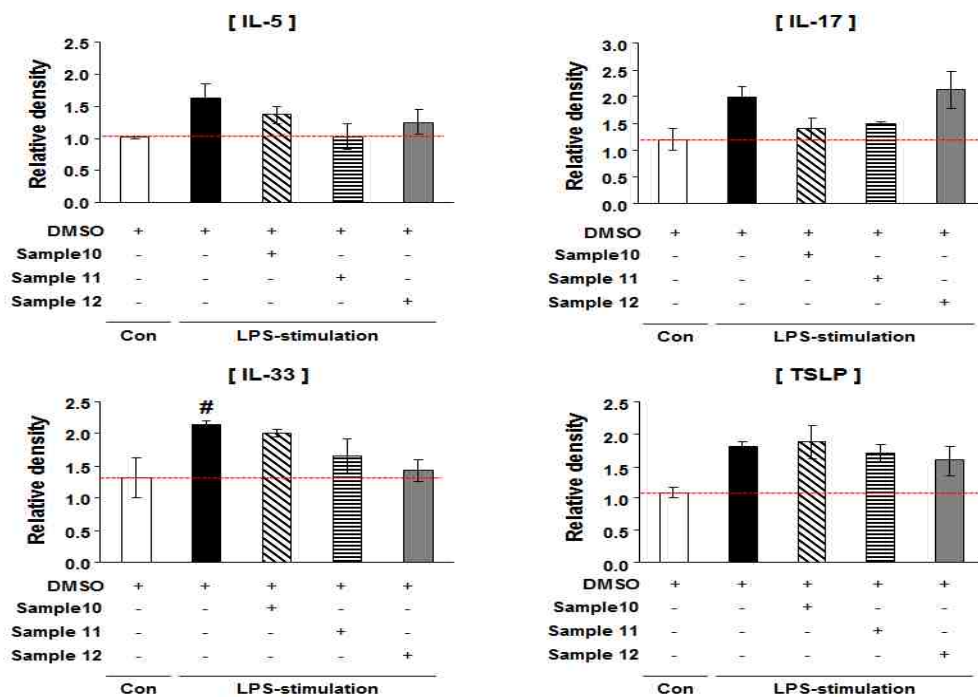 [ IL-5 ]
Relative density
2.5
2.0
1.5
1.0
0.5
0.0
DMSO + + + + +
Sample10 - - + - -
Sample 11 - - - + -
Sample 12 - - - - +
Con LPS-stimulation
[ IL-17 ]
Relative density
3.0
2.5
2.0
1.5
1.0
0.5
0.0
DMSO + + + + +
Sample10 - - + - -
Sample 11 - - - + -
Sample 12 - - - - +
Con LPS-stimulation
[ IL-33 ]
Relative density
2.5
2.0
1.5
1.0
0.5
0.0
#
DMSO + + + + +
Sample10 - - + - -
Sample 11 - - - + -
Sample 12 - - - - +
Con LPS-stimulation
[ TSLP ]
Relative density
2.5
2.0
1.5
1.0
0.5
0.0
DMSO + + + + +
Sample10 - - + - -
Sample 11 - - - + -
Sample 12 - - - - +
Con LPS-stimulation